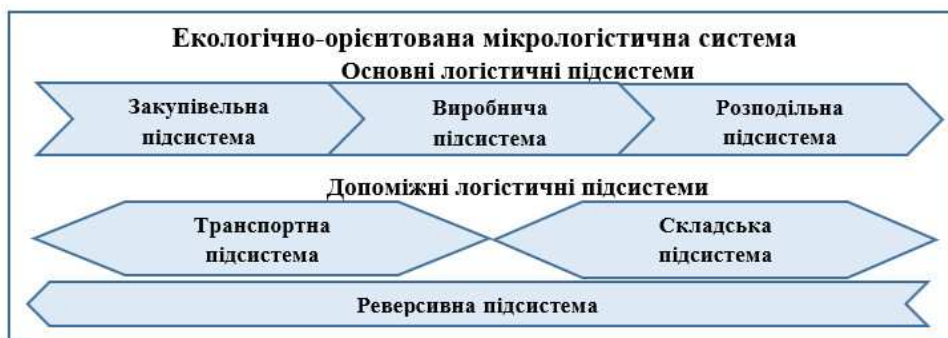 Екологічно-орієнтована мікрологістична система
Основні логістичні підсистеми
Закупівельна
підсистема
Виробнича
підсистема
Розподільна
підсистема
Допоміжні логістичні підсистеми
Транспортна
підсистема
Складська
підсистема
Реверсивна підсистема